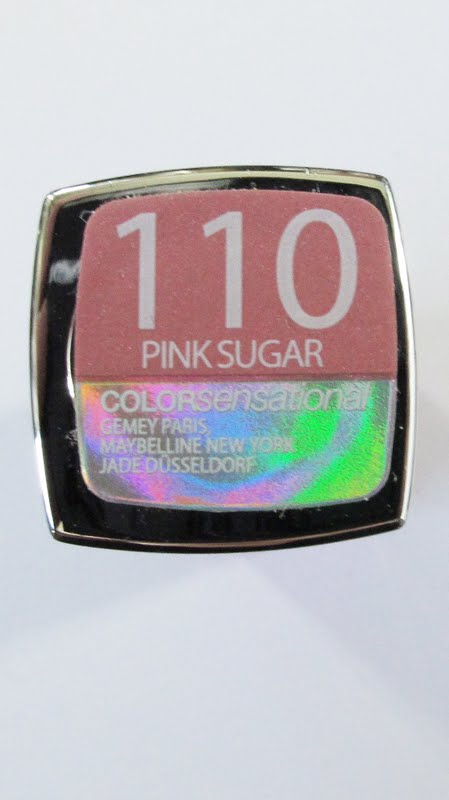 110
PINK SUGAR
COLORsensational
GEMEY PARIS,
MAYBELLINE NEW YORK
JADE DÜSSELDORF